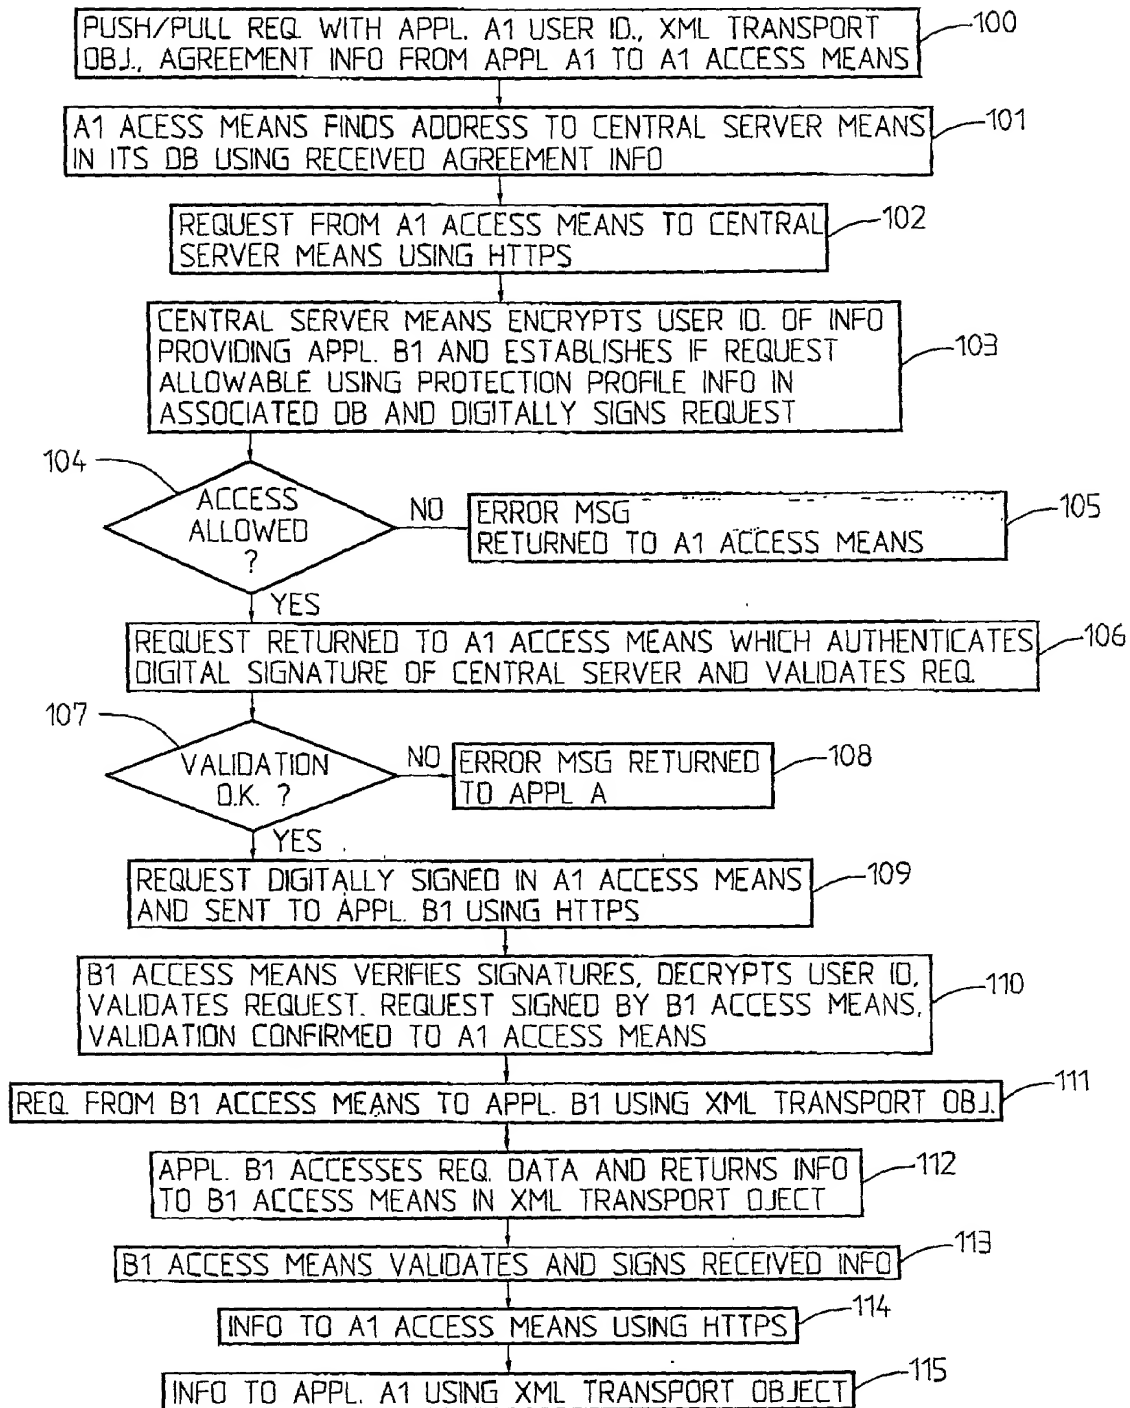 PUSH/PULL REQ. WITH APPL. A1 USER ID., XML TRANSPORT
OBJ., AGREEMENT INFO FROM APPL A1 TO A1 ACCESS MEANS
100
A1 ACESS MEANS FINDS ADDRESS TO CENTRAL SERVER MEANS
IN ITS DB USING RECEIVED AGREEMENT INFO
101
REQUEST FROM A1 ACCESS MEANS TO CENTRAL
SERVER MEANS USING HTTPS
102
CENTRAL SERVER MEANS ENCRYPTS USER ID. OF INFO
PROVIDING APPL. B1 AND ESTABLISHES IF REQUEST
ALLOWABLE USING PROTECTION PROFILE INFO IN
ASSOCIATED DB AND DIGITALLY SIGNS REQUEST
103
104
ACCESS
ALLOWED
?
NO
ERROR MSG
RETURNED TO A1 ACCESS MEANS
105
YES
REQUEST RETURNED TO A1 ACCESS MEANS WHICH AUTHENTICATES
DIGITAL SIGNATURE OF CENTRAL SERVER AND VALIDATES REQ.
106
107
VALIDATION
O.K. ?
NO
ERROR MSG RETURNED
TO APPL A
108
YES
REQUEST DIGITALLY SIGNED IN A1 ACCESS MEANS
AND SENT TO APPL. B1 USING HTTPS
109
B1 ACCESS MEANS VERIFIES SIGNATURES, DECRYPTS USER ID,
VALIDATES REQUEST. REQUEST SIGNED BY B1 ACCESS MEANS,
VALIDATION CONFIRMED TO A1 ACCESS MEANS
110
REQ. FROM B1 ACCESS MEANS TO APPL. B1 USING XML TRANSPORT OBJ.
111
APPL. B1 ACCESSES REQ. DATA AND RETURNS INFO
TO B1 ACCESS MEANS IN XML TRANSPORT OJECT
112
B1 ACCESS MEANS VALIDATES AND SIGNS RECEIVED INFO
113
INFO TO A1 ACCESS MEANS USING HTTPS
114
INFO TO APPL. A1 USING XML TRANSPORT OBJECT
115